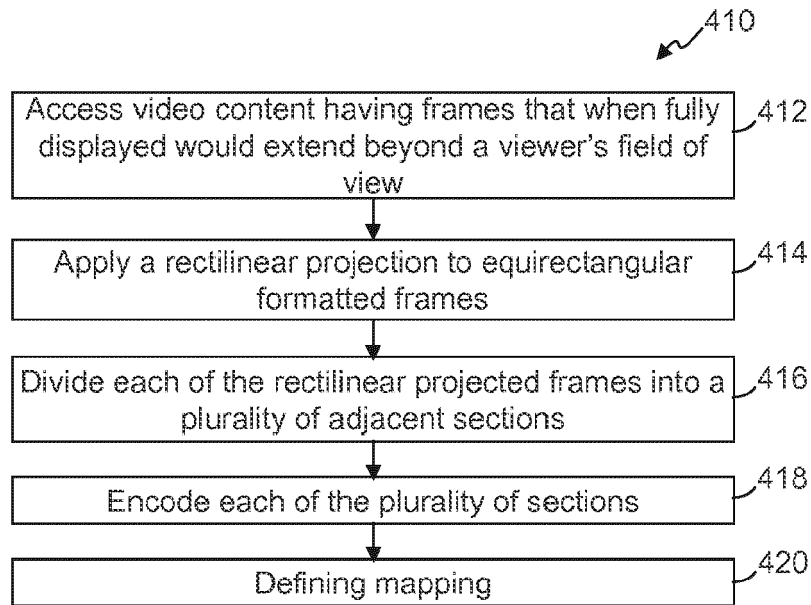 410
Access video content having frames that when fully
displayed would extend beyond a viewer's field of
view
412
Apply a rectilinear projection to equirectangular
formatted frames
414
Divide each of the rectilinear projected frames into a
plurality of adjacent sections
416
Encode each of the plurality of sections
418
Defining mapping
420